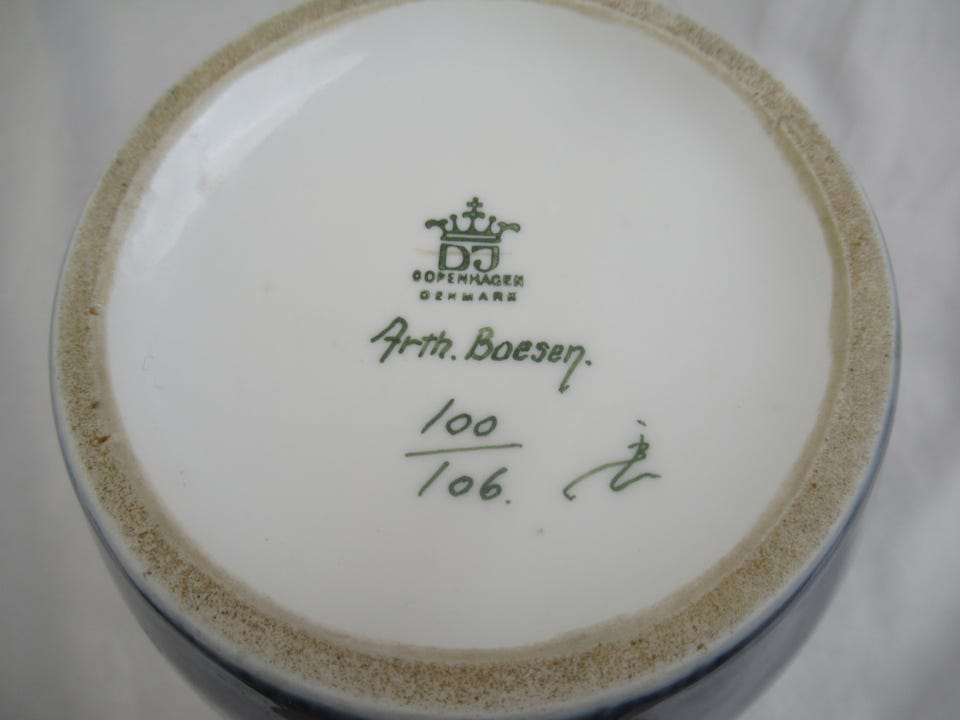 DJ
COPENHAGEN
DENMARK
Arth. Boesen.
100
106.